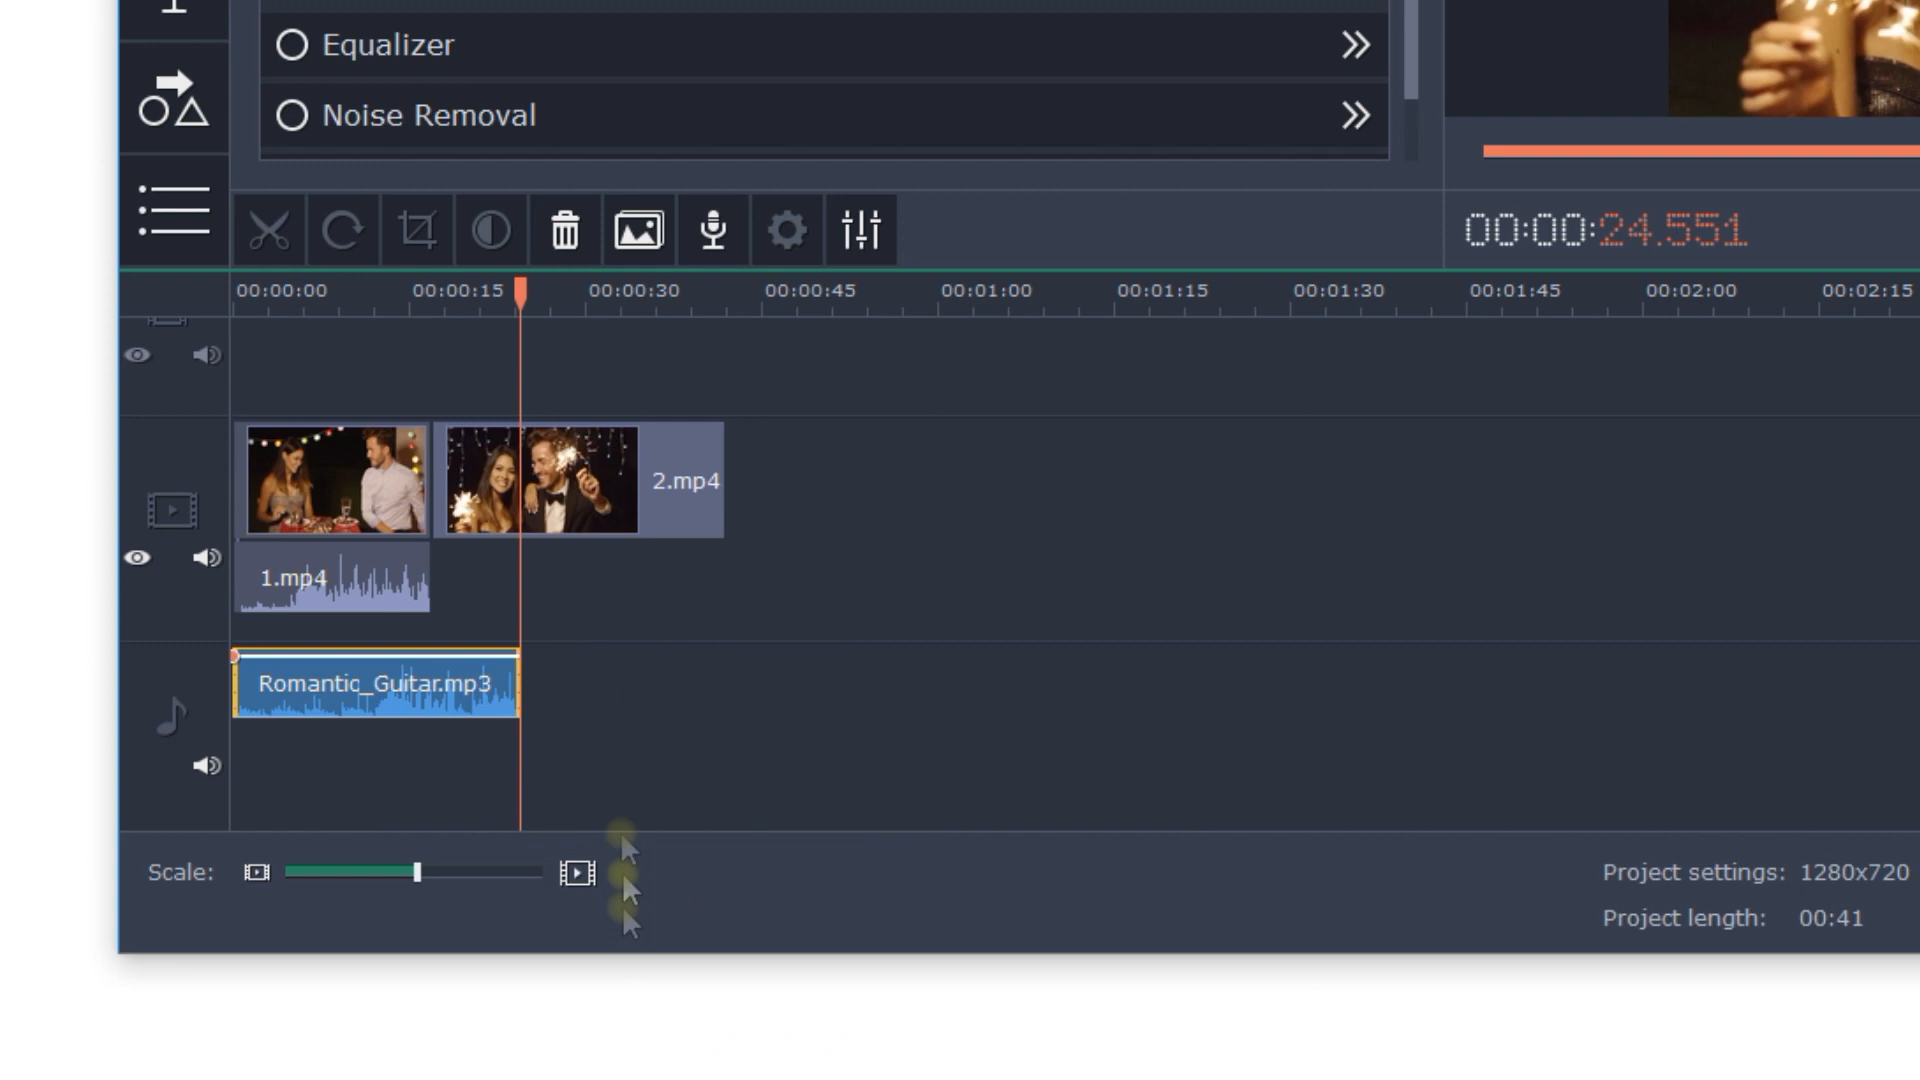 Equalizer
Noise Removal
00:00:24.551
00:00:00 00:00:15 00:00:30 00:00:45 00:01:00 00:01:15 00:01:30 00:01:45 00:02:00 00:02:15
2.mp4
1.mp4
Romantic_Guitar.mp3
Scale:
Project settings: 1280x720
Project length: 00:41